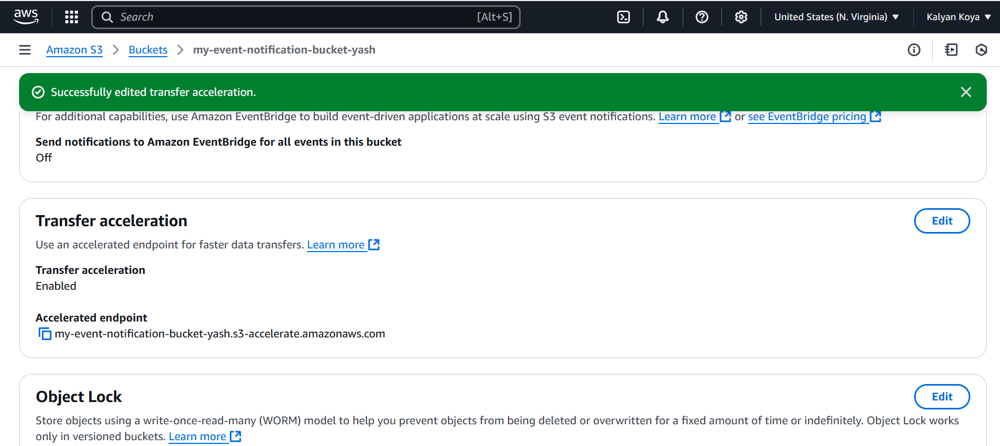 aws
Search [Alt+S] United States (N. Virginia) Kalyan Koya
Amazon S3 Buckets my-event-notification-bucket-yash
Successfully edited transfer acceleration.
For additional capabilities, use Amazon EventBridge to build event-driven applications at scale using S3 event notifications. Learn more or see EventBridge pricing
Send notifications to Amazon EventBridge for all events in this bucket
Off
Transfer acceleration Edit
Use an accelerated endpoint for faster data transfers. Learn more
Transfer acceleration
Enabled
Accelerated endpoint
my-event-notification-bucket-yash.s3-accelerate.amazonaws.com
Object Lock Edit
Store objects using a write-once-read-many (WORM) model to help you prevent objects from being deleted or overwritten for a fixed amount of time or indefinitely. Object Lock works
only in versioned buckets. Learn more